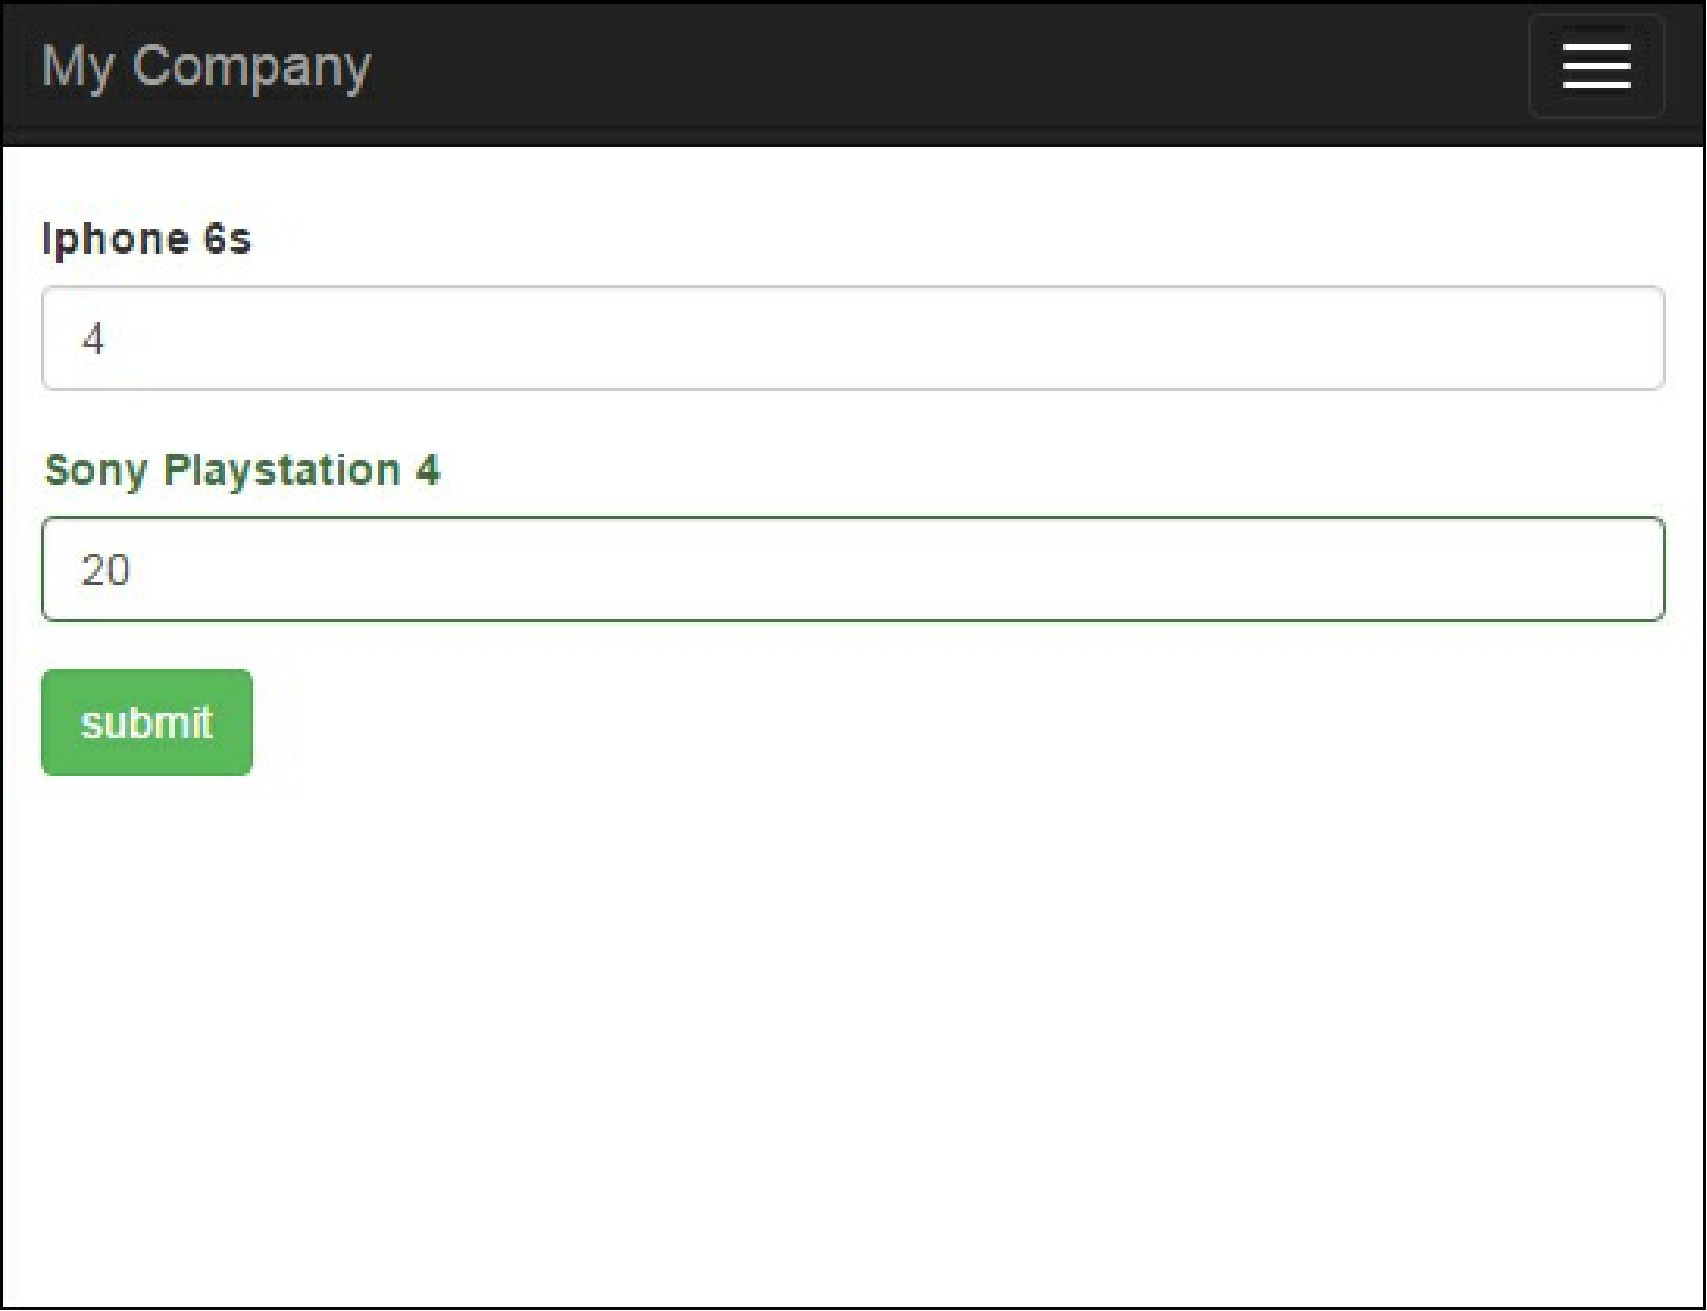 My Company
Iphone 6s
4
Sony Playstation 4
20
submit